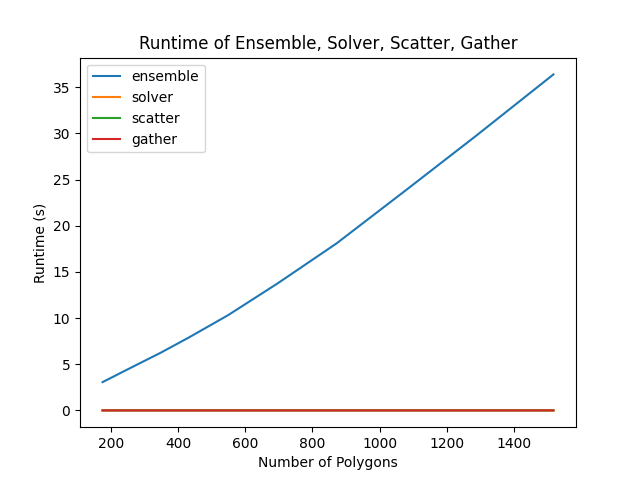 Runtime of Ensemble, Solver, Scatter, Gather
ensemble
solver
scatter
gather
35
30
25
20
15
10
5
0
Runtime (s)
200 400 600 800 1000 1200 1400
Number of Polygons